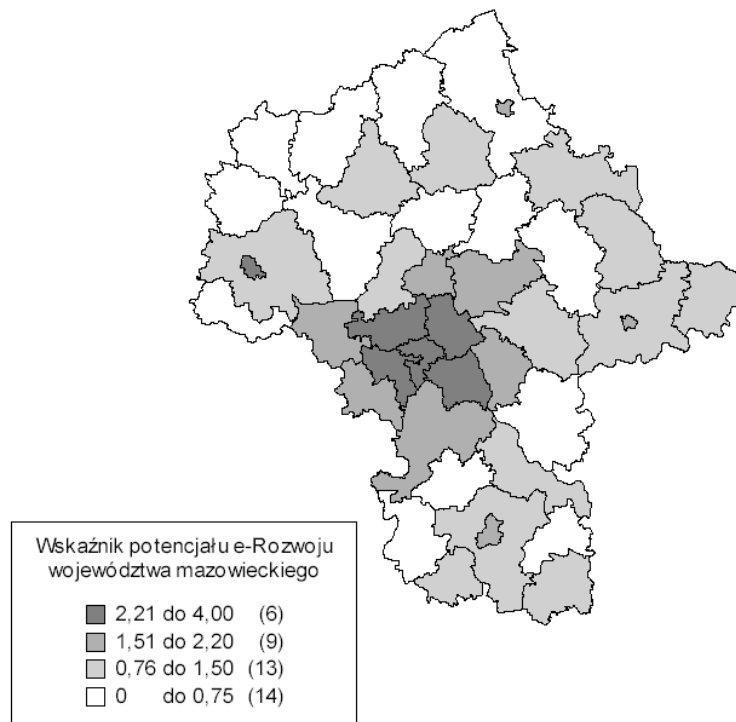 Wskaźnik potencjału e-Rozwoju
województwa mazowieckiego
2,21 do 4,00 (6)
1,51 do 2,20 (9)
0,76 do 1,50 (13)
0 do 0,75 (14)